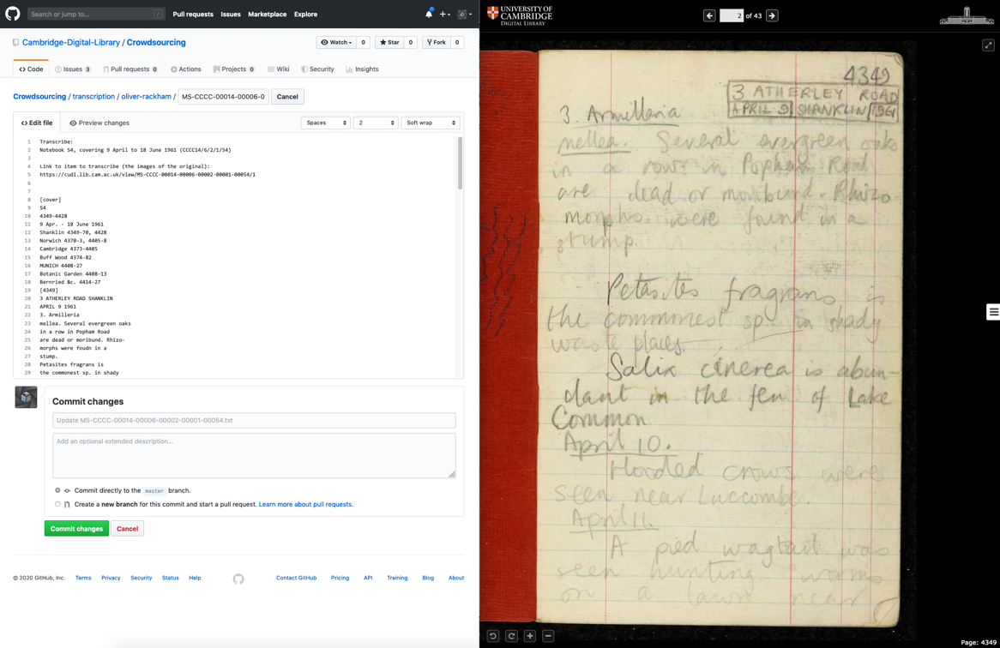 Search or jump to...
/
Pull requests Issues Marketplace Explore
Cambridge-Digital-Library / Crowdsourcing
Watch 0 Star 0 Fork 0
Code Issues 3 Pull requests 0 Actions Projects 0 Wiki Security Insights
Crowdsourcing / transcription / oliver-rackham / MS-CCCC-00014-00006-0 Cancel
Edit file Preview changes Spaces 2 Soft wrap
1 Transcribe:
2 Notebook 54, covering 9 April to 18 June 1961 (CCCC14/6/2/1/54)
3
4 Link to item to transcribe (the images of the original):
5 https://cudl.lib.cam.ac.uk/view/MS-CCCC-00014-00006-00002-00001-00054/1
6
7
8 [cover]
9 54
10 4349-4428
11 9 Apr. - 18 June 1961
12 Shanklin 4349-70, 4428
13 Norwich 4370-3, 4405-8
14 Cambridge 4373-4405
15 Buff Wood 4374-82
16 MUNICH 4408-27
17 Botanic Garden 4408-13
18 Bernried &c. 4414-27
19 [4349]
20 3 ATHERLEY ROAD SHANKLIN
21 APRIL 9 1961
22 3. Armilleria
23 mellea. Several evergreen oaks
24 in a row in Popham Road
25 are dead or moribund. Rhizo-
26 morphs were foudn in a
27 stump.
28 Petasites fragrans is
29 the commonest sp. in shady
Commit changes
Update MS-CCCC-00014-00006-00002-00001-00054.txt
Add an optional extended description...
Commit directly to the master branch.
Create a new branch for this commit and start a pull request. Learn more about pull requests.
Commit changes Cancel
© 2020 GitHub, Inc. Terms Privacy Security Status Help Contact GitHub Pricing API Training Blog About
UNIVERSITY OF
CAMBRIDGE
DIGITAL LIBRARY
2 of 43
4349
3 ATHERLEY ROAD
APRIL 9 SHANKLIN 1961
3. Armillaria
mellea. Several evergreen oaks
in a row in Popham Road
are dead or moribund. Rhizo-
morphs were found in a
stump.
Petasites fragrans is
the commonest sp. in shady
waste places.
Salix cinerea is abun-
dant in the fen of Lake
Common
April 10.
Hooded crows were
seen near Luccombe.
April 11.
A pied wagtail was
seen hunting worms
on a lawn near
Page: 4349